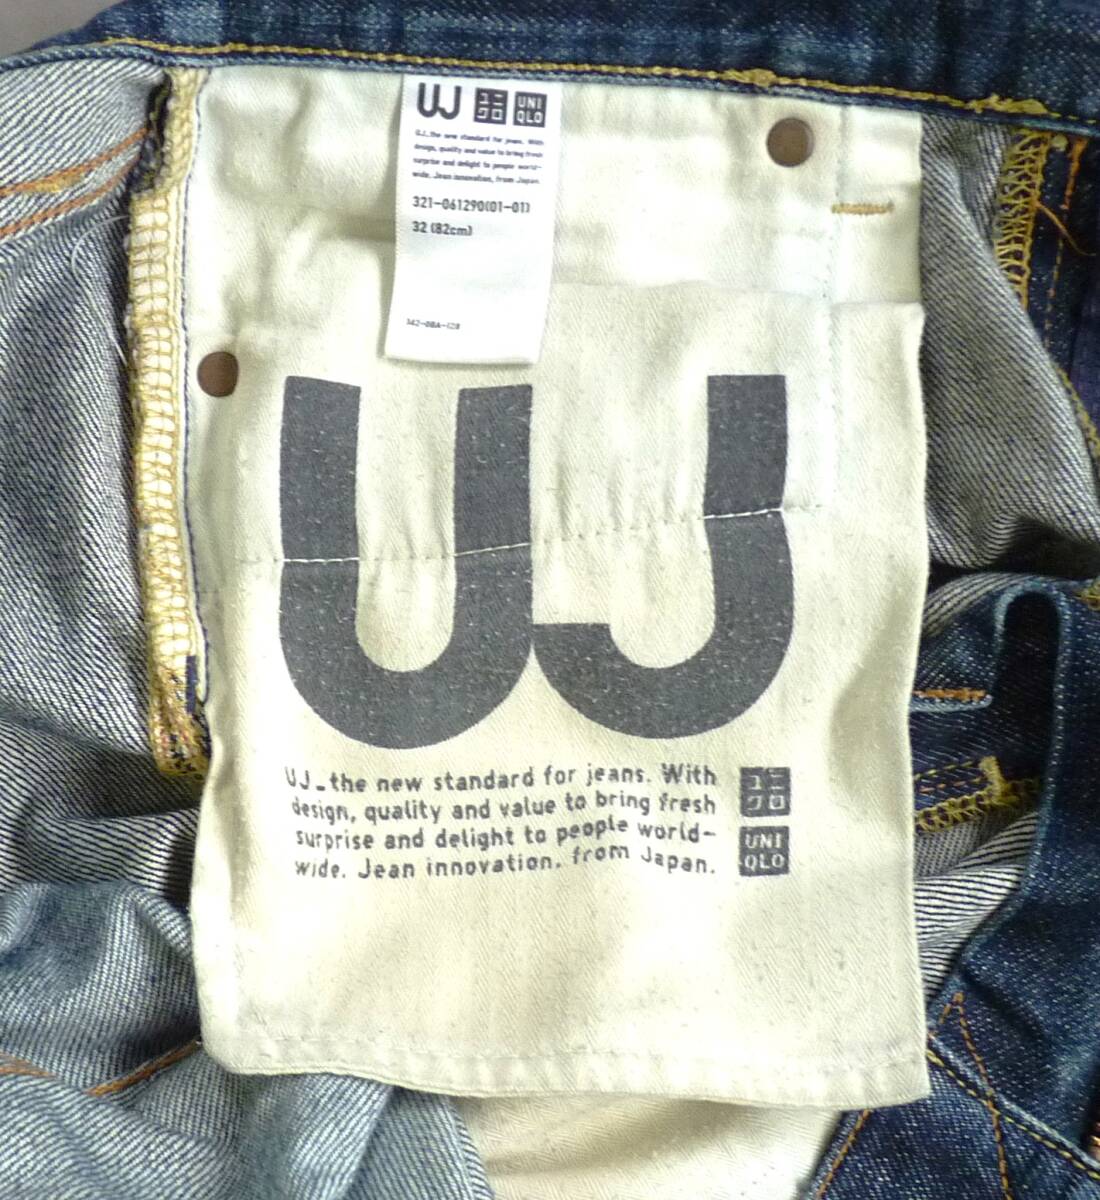 UJ ユニ UNI
クロ QLO
UJ_the new standard for jeans. With
design, quality and value to bring fresh
surprise and delight to people world-
wide. Jean innovation, from Japan.
321-061290(01-01)
32 (82cm)
UJ
UJ_the new standard for jeans. With
design, quality and value to bring fresh
surprise and delight to people world-
wide. Jean innovation, from Japan.
ユニ
クロ
UNI
QLO